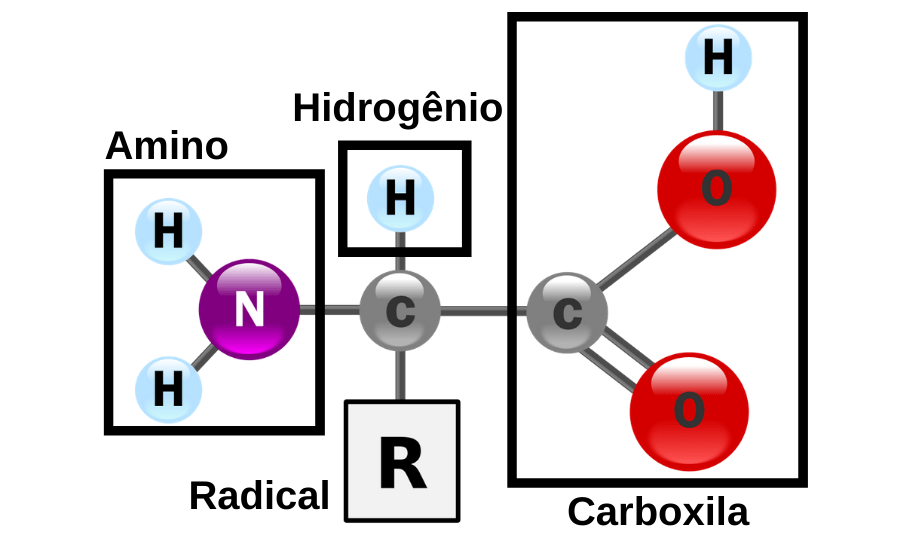 Amino
H
N
H
Hidrogênio
H
C
R
Radical
H
O
C
O
Carboxila